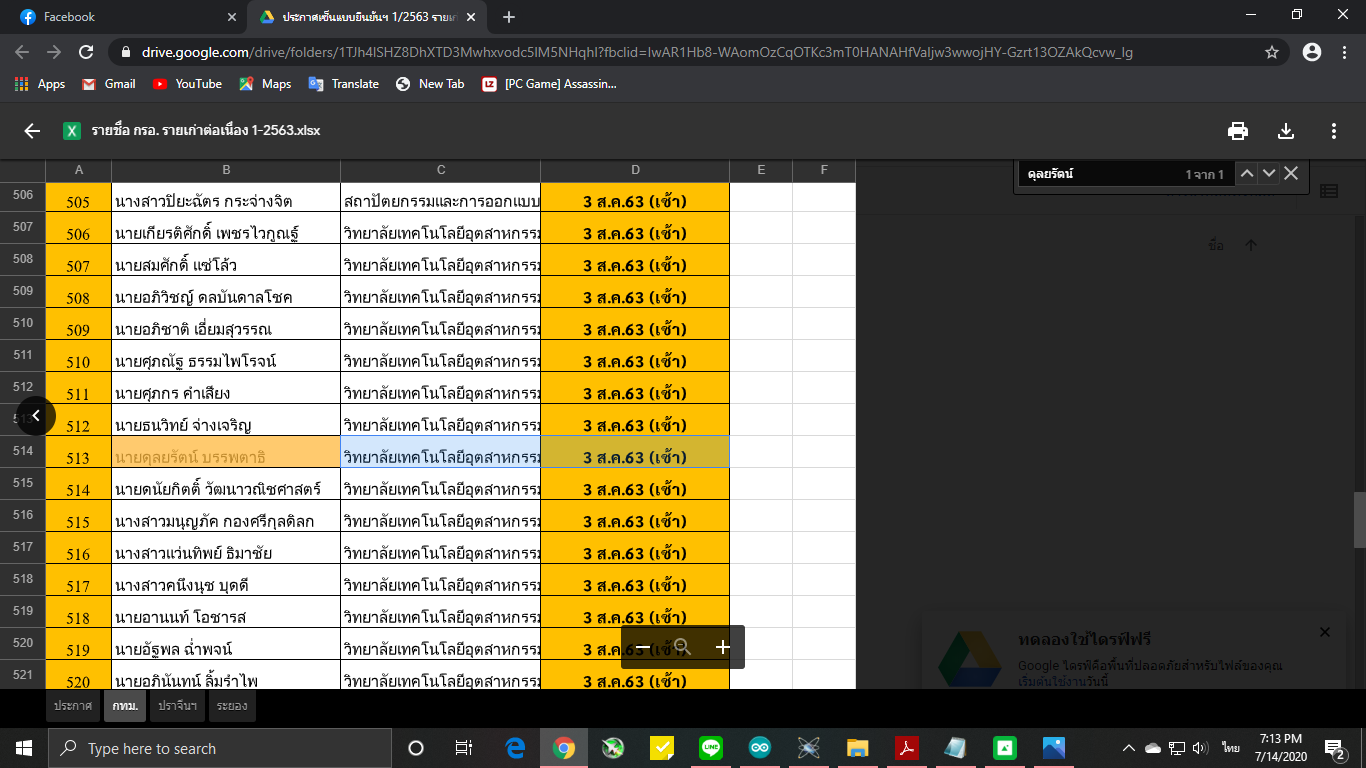 Facebook
ประกาศเซ็นแบบยืนยันฯ 1/2563 รายเก่
drive.google.com/drive/folders/1TJh4lSHZ8DhXTD3Mwhxvodc5lM5NHqhl?fbclid=IwAR1Hb8-WAomOzCqOTKc3mT0HANAHfValjw3wwojHY-Gzrt13OZAkQcvw_lg
Apps Gmail YouTube Maps Translate New Tab [PC Game] Assassin...
รายชื่อ กรอ. รายเก่าต่อเนื่อง 1-2563.xlsx
ดุลยรัตน์ 1 จาก 1
A B C D E F
506 505 นางสาวปิยะฉัตร กระจ่างจิต สถาปัตยกรรมและการออกแบบ 3 ส.ค.63 (เช้า)
507 506 นายเกียรติศักดิ์ เพชรไวกูณฐ์ วิทยาลัยเทคโนโลยีอุตสาหกรรม 3 ส.ค.63 (เช้า)
508 507 นายสมศักดิ์ แซ่โล้ว วิทยาลัยเทคโนโลยีอุตสาหกรรม 3 ส.ค.63 (เช้า)
509 508 นายอภิวิชญ์ ดลบันดาลโชค วิทยาลัยเทคโนโลยีอุตสาหกรรม 3 ส.ค.63 (เช้า)
510 509 นายอภิชาติ เอี่ยมสุวรรณ วิทยาลัยเทคโนโลยีอุตสาหกรรม 3 ส.ค.63 (เช้า)
511 510 นายศุภณัฐ ธรรมไพโรจน์ วิทยาลัยเทคโนโลยีอุตสาหกรรม 3 ส.ค.63 (เช้า)
512 511 นายศุภกร คำเสียง วิทยาลัยเทคโนโลยีอุตสาหกรรม 3 ส.ค.63 (เช้า)
513 512 นายธนวิทย์ จ่างเจริญ วิทยาลัยเทคโนโลยีอุตสาหกรรม 3 ส.ค.63 (เช้า)
514 513 นายดุลยรัตน์ บรรพตาธิ วิทยาลัยเทคโนโลยีอุตสาหกรรม 3 ส.ค.63 (เช้า)
515 514 นายดนัยกิตติ์ วัฒนาวณิชศาสตร์ วิทยาลัยเทคโนโลยีอุตสาหกรรม 3 ส.ค.63 (เช้า)
516 515 นางสาวมนุญภัค กองศรีกุลดิลก วิทยาลัยเทคโนโลยีอุตสาหกรรม 3 ส.ค.63 (เช้า)
517 516 นางสาวแว่นทิพย์ ธิมาชัย วิทยาลัยเทคโนโลยีอุตสาหกรรม 3 ส.ค.63 (เช้า)
518 517 นางสาวคนึงนุช บุดดี วิทยาลัยเทคโนโลยีอุตสาหกรรม 3 ส.ค.63 (เช้า)
519 518 นายอานนท์ โอชารส วิทยาลัยเทคโนโลยีอุตสาหกรรม 3 ส.ค.63 (เช้า)
520 519 นายอัฐพล ฉ่ำพจน์ วิทยาลัยเทคโนโลยีอุตสาหกรรม 3 ส.ค.63 (เช้า)
521 520 นายอภินันทน์ ลิ้มรำไพ วิทยาลัยเทคโนโลยีอุตสาหกรรม 3 ส.ค.63 (เช้า)
ชื่อ
ทดลองใช้ไดรฟ์ฟรี
Google ไดรฟ์คือพื้นที่ปลอดภัยสำหรับไฟล์ของคุณ
เริ่มต้นใช้งานวันนี้
ประกาศ กทม. ปราจีนฯ ระยอง
Type here to search
LINE
ไทย
7:13 PM
7/14/2020
2